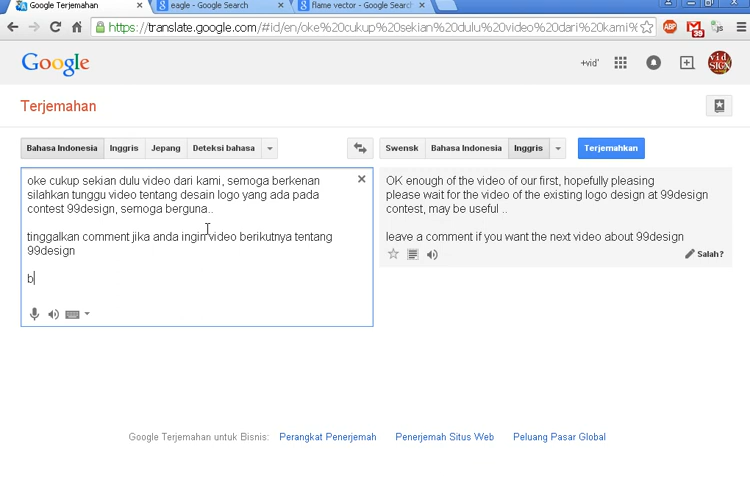 Google Terjemahan
eagle - Google Search
flame vector - Google Search
https://translate.google.com/#id/en/oke%20cukup%20sekian%20dulu%20video%20dari%20kami%
ABP
39
js
Google
+vid'
vid
SIGN
Terjemahan
Bahasa Indonesia Inggris Jepang Deteksi bahasa
Swensk Bahasa Indonesia Inggris Terjemahkan
oke cukup sekian dulu video dari kami, semoga berkenan
silahkan tunggu video tentang desain logo yang ada pada
contest 99design, semoga berguna..
tinggalkan comment jika anda ingin video berikutnya tentang
99design
b
OK enough of the video of our first, hopefully pleasing
please wait for the video of the existing logo design at 99design
contest, may be useful ..
leave a comment if you want the next video about 99design
Salah?
Google Terjemahan untuk Bisnis: Perangkat Penerjemah Penerjemah Situs Web Peluang Pasar Global